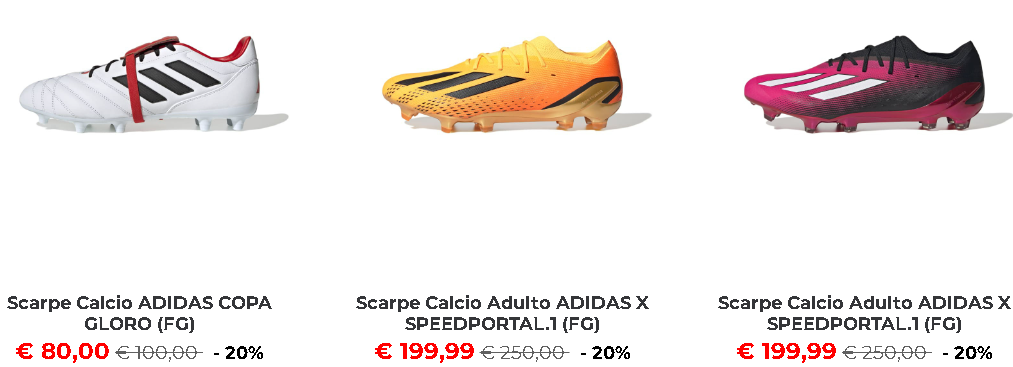 Scarpe Calcio ADIDAS COPA
GLORO (FG)
€ 80,00 € 100,00 - 20%
Scarpe Calcio Adulto ADIDAS X
SPEEDPORTAL.1 (FG)
€ 199,99 € 250,00 - 20%
Scarpe Calcio Adulto ADIDAS X
SPEEDPORTAL.1 (FG)
€ 199,99 € 250,00 - 20%